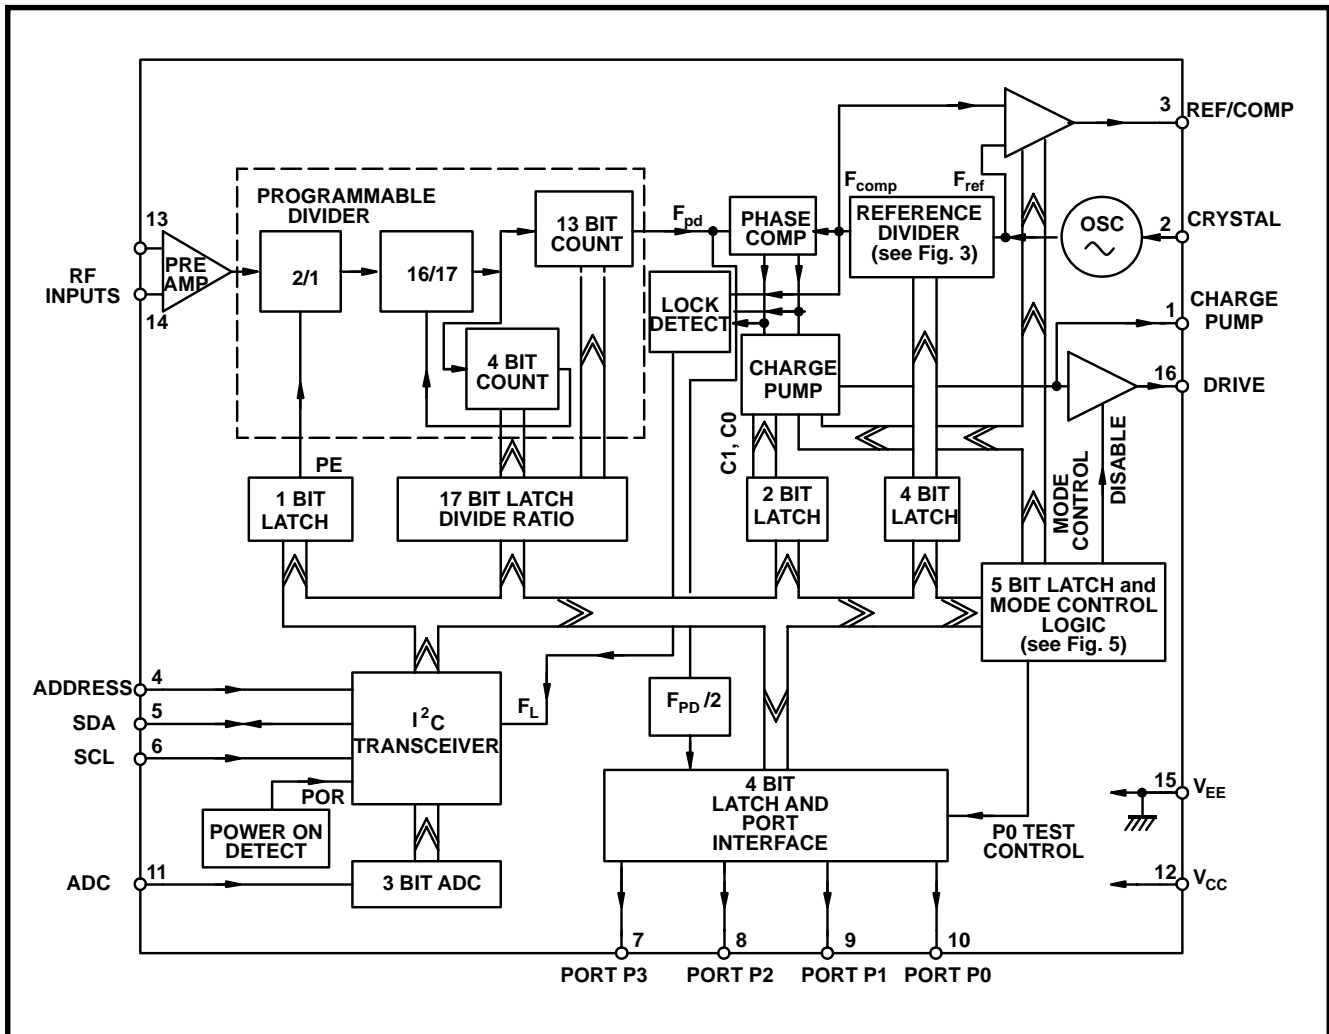 3
REF/COMP
PROGRAMMABLE
DIVIDER
13 BIT
COUNT
Fpd
PHASE
COMP
Fcomp
Fref
REFERENCE
DIVIDER
(see Fig. 3)
OSC
2
CRYSTAL
13
PRE
AMP
RF
INPUTS
14
2/1
16/17
LOCK
DETECT
CHARGE
PUMP
1
4 BIT
COUNT
CHARGE
PUMP
16
DRIVE
C1, C0
MODE
CONTROL
DISABLE
PE
1 BIT
LATCH
17 BIT LATCH
DIVIDE RATIO
2 BIT
LATCH
4 BIT
LATCH
5 BIT LATCH and
MODE CONTROL
LOGIC
(see Fig. 5)
ADDRESS
4
SDA
5
SCL
6
I²C
TRANSCEIVER
FL
FPD/2
POR
POWER ON
DETECT
4 BIT
LATCH AND
PORT
INTERFACE
P0 TEST
CONTROL
15
VEE
12
VCC
ADC
11
3 BIT ADC
7
8
9
10
PORT P3
PORT P2
PORT P1
PORT P0